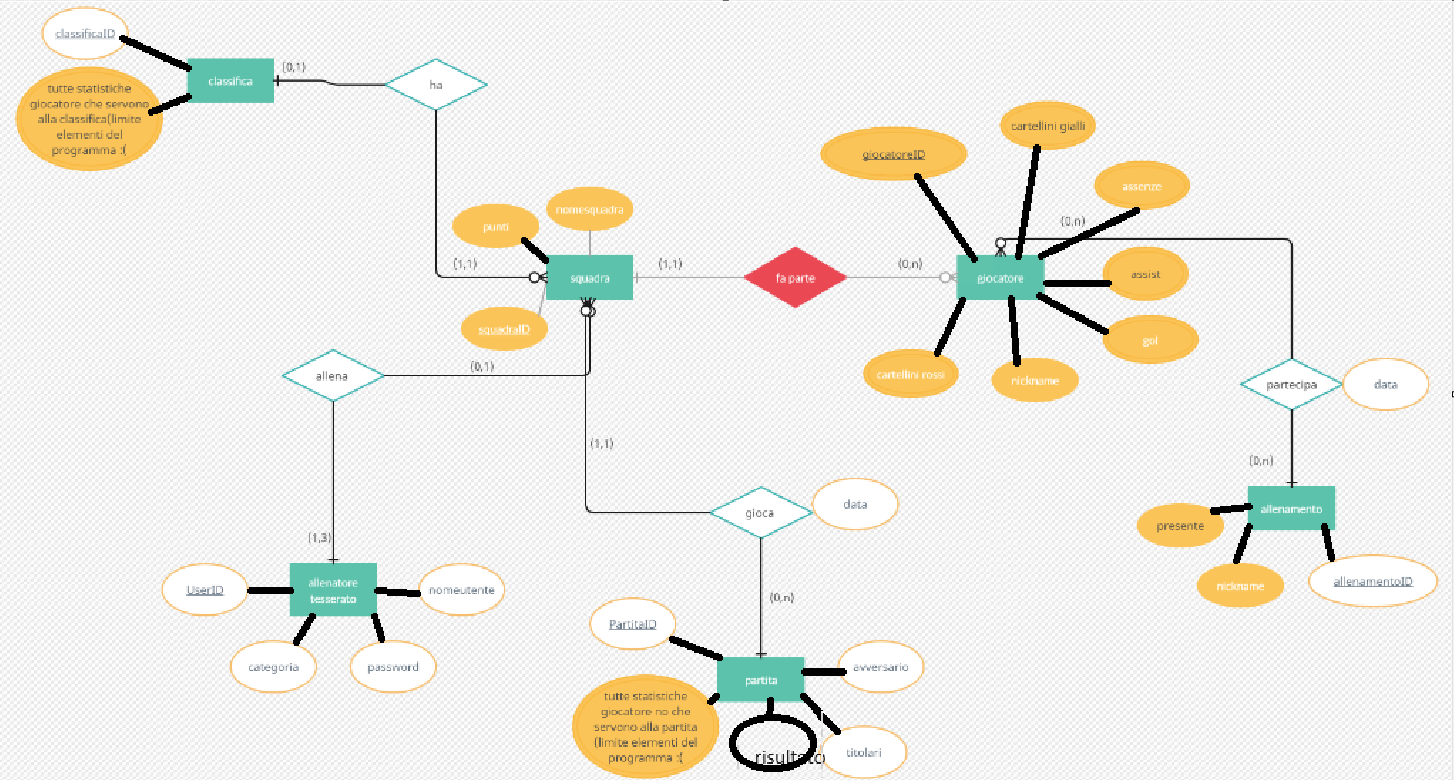 classificaID
(0,1)
classifica
ha
tutte statistiche
giocatore che servono
alla classifica(limite
elementi del
programma :(
cartellini gialli
giocatoreID
assenze
(0,n)
nomesquadra
punti
(1,1)
squadra
(1,1)
fa parte
(0,n)
giocatore
assist
squadraID
gol
cartellini rossi
nickname
allena
(0,1)
partecipa
data
(1,1)
(0,n)
gioca
data
allenamento
presente
nickname
allenamentoID
(1,3)
UserID
allenatore
tesserato
nomeutente
(0,n)
categoria
password
PartitaID
partita
avversario
tutte statistiche
giocatore no che
servono alla partita
(limite elementi del
programma :(
risultato
titolari